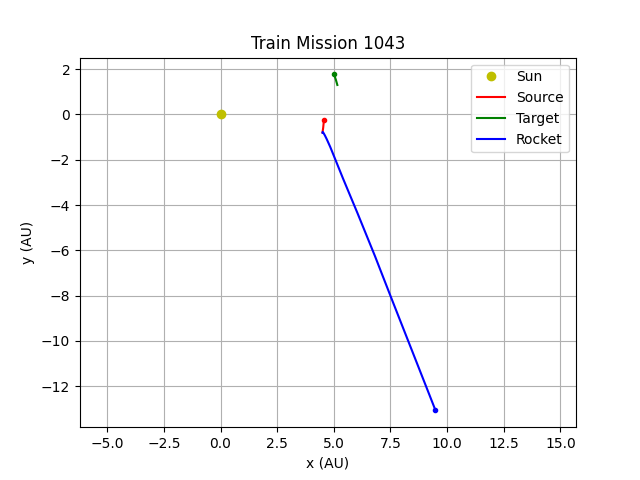 Train Mission 1043
Sun
Source
Target
Rocket
y (AU)
2
0
−2
−4
−6
−8
−10
−12
−5.0 −2.5 0.0 2.5 5.0 7.5 10.0 12.5 15.0
x (AU)